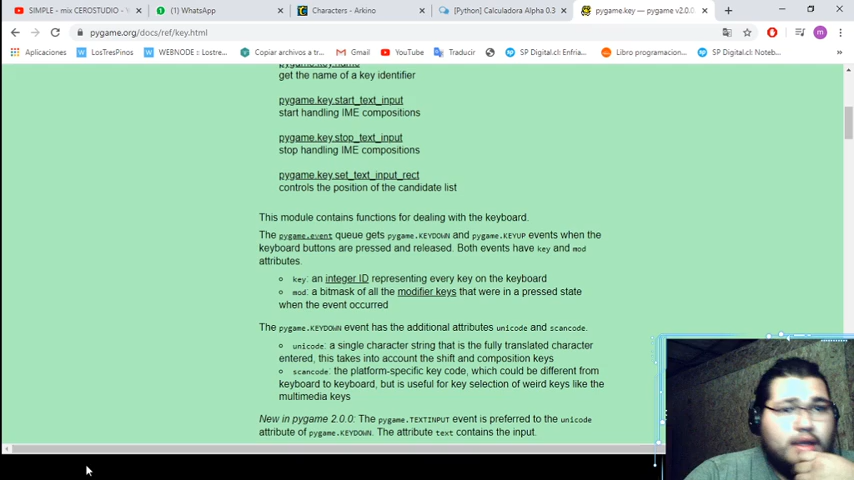 SIMPLE - mix CEROSTUDIO - V
(1) WhatsApp
Characters - Arkino
[Python] Calculadora Alpha 0.3
pygame.key — pygame v2.0.0.
pygame.org/docs/ref/key.html
Aplicaciones
LosTresPinos
WEBNODE :: Lostre...
Copiar archivos a la...
Gmail
YouTube
Traducir
SP Digital.cl: Enfria...
Libro programacion...
SP Digital.cl: Noteb...
pygame.key.name
get the name of a key identifier
pygame.key.start_text_input
start handling IME compositions
pygame.key.stop_text_input
stop handling IME compositions
pygame.key.set_text_input_rect
controls the position of the candidate list
This module contains functions for dealing with the keyboard.
The pygame.event queue gets pygame.KEYDOWN and pygame.KEYUP events when the
keyboard buttons are pressed and released. Both events have key and mod
attributes.
key: an integer ID representing every key on the keyboard
mod: a bitmask of all the modifier keys that were in a pressed state
when the event occurred
The pygame.KEYDOWN event has the additional attributes unicode and scancode.
unicode: a single character string that is the fully translated character
entered, this takes into account the shift and composition keys
scancode: the platform-specific key code, which could be different from
keyboard to keyboard, but is useful for key selection of weird keys like the
multimedia keys
New in pygame 2.0.0: The pygame.TEXTINPUT event is preferred to the unicode
attribute of pygame.KEYDOWN. The attribute text contains the input.